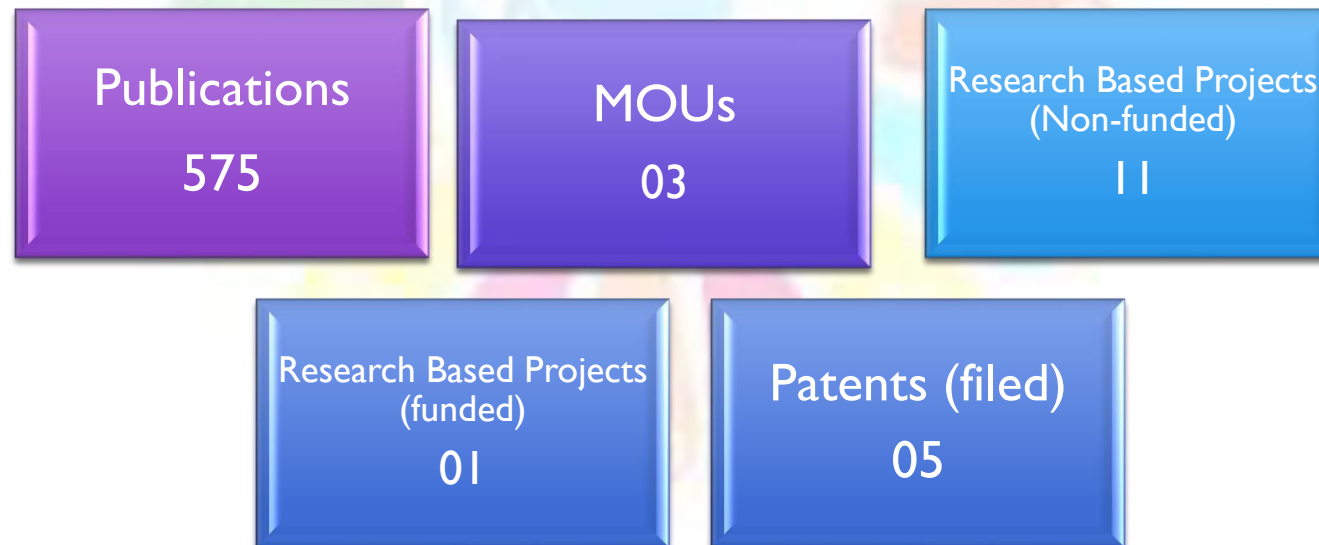 Publications
575
MOUs
03
Research Based Projects
(Non-funded)
11
Research Based Projects
(funded)
01
Patents (filed)
05